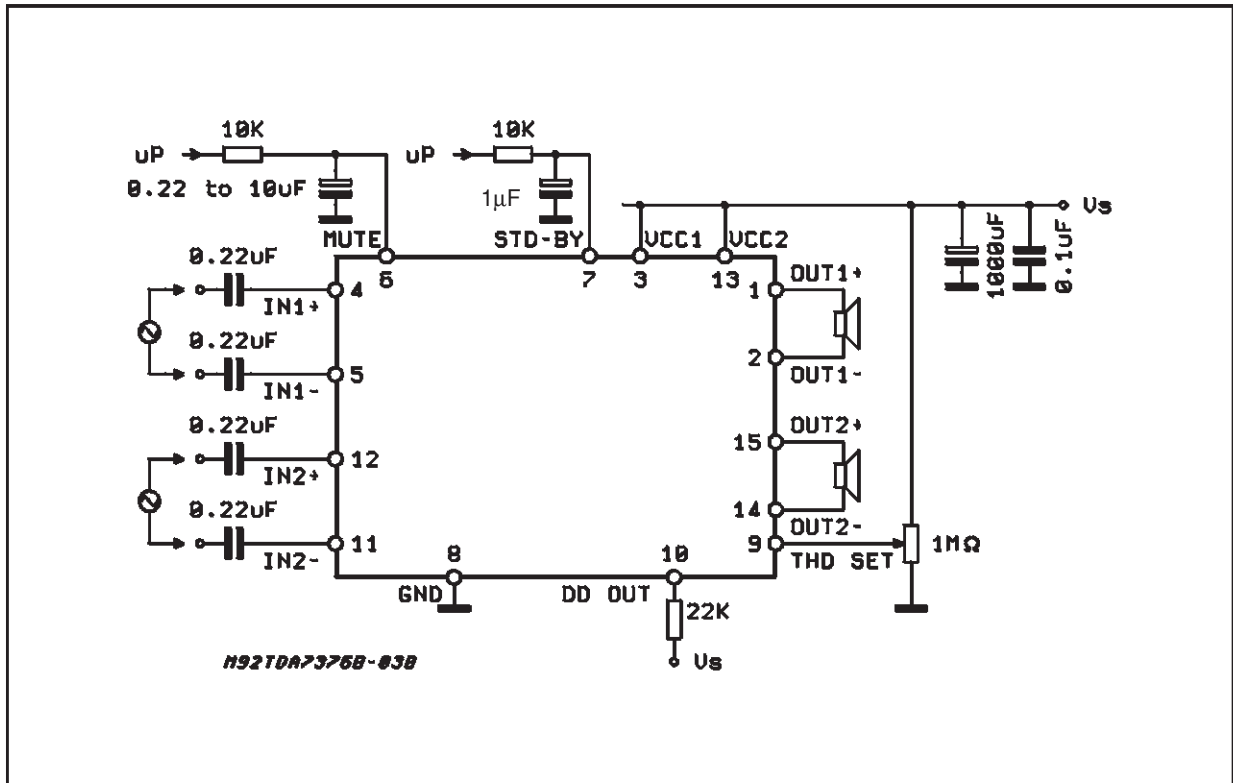 10K
uP
0.22 to 10uF
10K
uP
1μF
MUTE
STD-BY
VCC1
VCC2
Vs
1000uF
0.1uF
6
7
3
13
0.22uF
IN1+
4
0.22uF
IN1-
5
0.22uF
IN2+
12
0.22uF
IN2-
11
1
OUT1+
2
OUT1-
15
OUT2+
14
OUT2-
9
THD SET
1MΩ
8
GND
10
DD OUT
22K
Vs
M92TDA7376B-03B